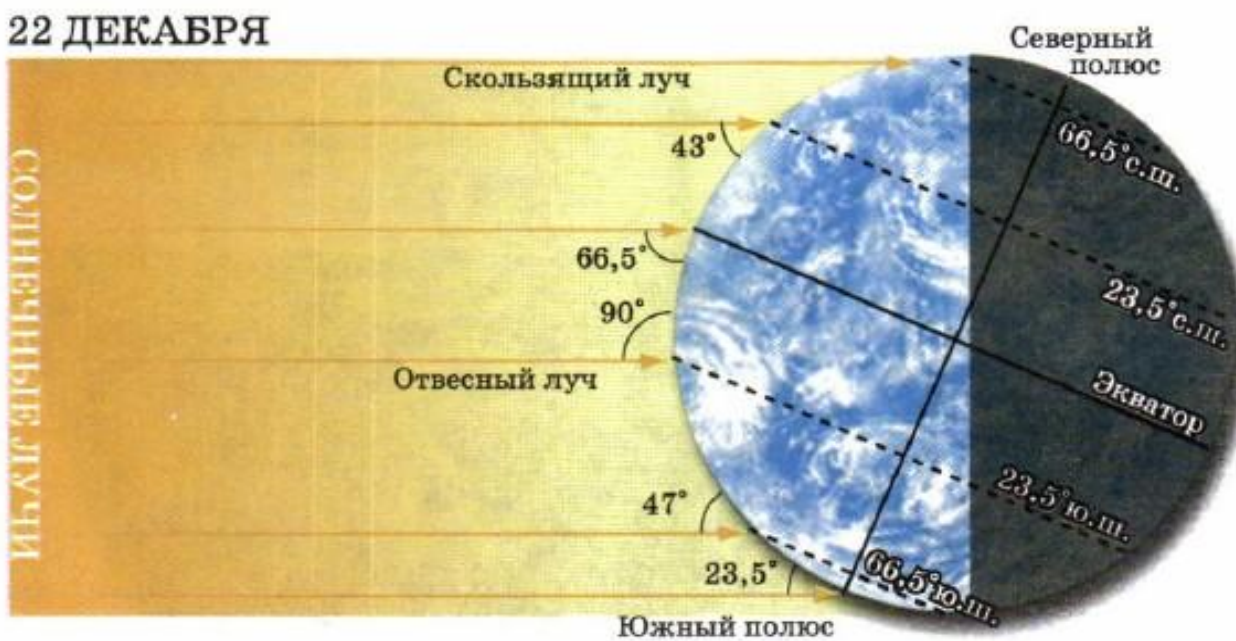 22 ДЕКАБРЯ
СОЛНЕЧНЫЕ ЛУЧИ
Северный
полюс
Скользящий луч
43°
66,5°с.ш.
66,5°
23,5°с.ш.
90°
Отвесный луч
Экватор
47°
23,5°ю.ш.
23,5°
66,5°ю.ш.
Южный полюс